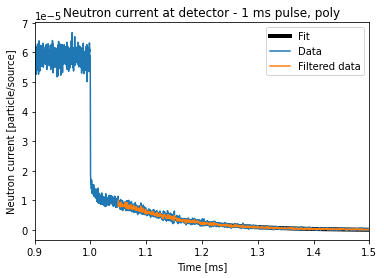 Neutron current at detector - 1 ms pulse, poly
1e-5
Fit
Data
Filtered data
7
6
5
4
3
2
1
0
Neutron current [particle/source]
0.9 1.0 1.1 1.2 1.3 1.4 1.5
Time [ms]